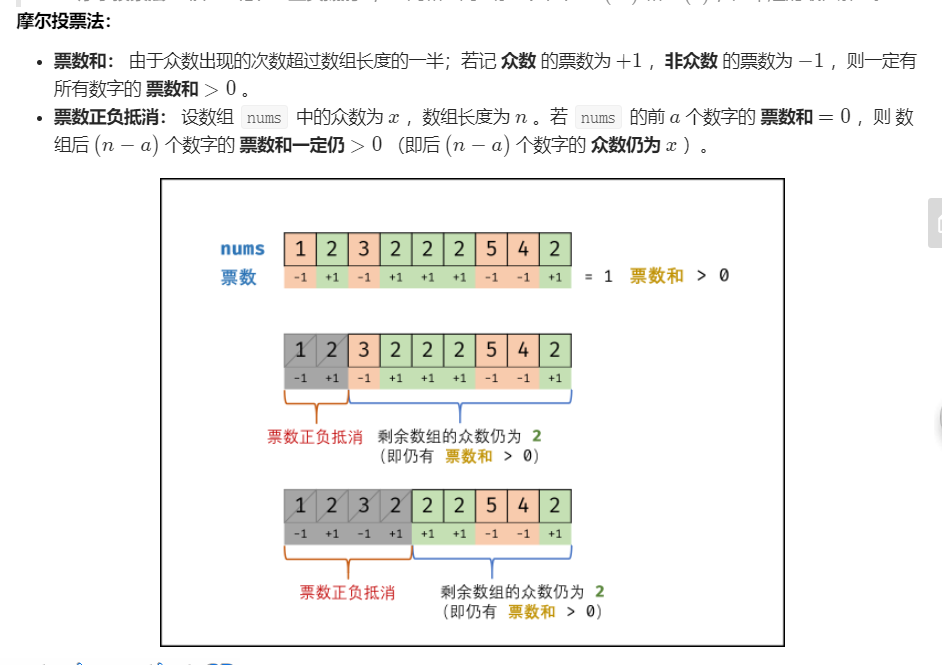 摩尔投票法：
• 票数和： 由于众数出现的次数超过数组长度的一半；若记 众数 的票数为 +1 ，非众数 的票数为 −1 ，则一定有
所有数字的 票数和 > 0 。
• 票数正负抵消： 设数组 nums 中的众数为 x ，数组长度为 n 。若 nums 的前 a 个数字的 票数和 = 0 ，则 数
组后 (n − a) 个数字的 票数和一定仍 > 0 （即后 (n − a) 个数字的 众数仍为 x ）。
nums 1 2 3 2 2 2 5 4 2
票数 -1 +1 -1 +1 +1 +1 -1 -1 +1 = 1 票数和 > 0
1 2 3 2 2 2 5 4 2
-1 +1 -1 +1 +1 +1 -1 -1 +1
票数正负抵消 剩余数组的众数仍为 2
(即仍有 票数和 > 0)
1 2 3 2 2 2 5 4 2
-1 +1 -1 +1 +1 +1 -1 -1 +1
票数正负抵消 剩余数组的众数仍为 2
(即仍有 票数和 > 0)